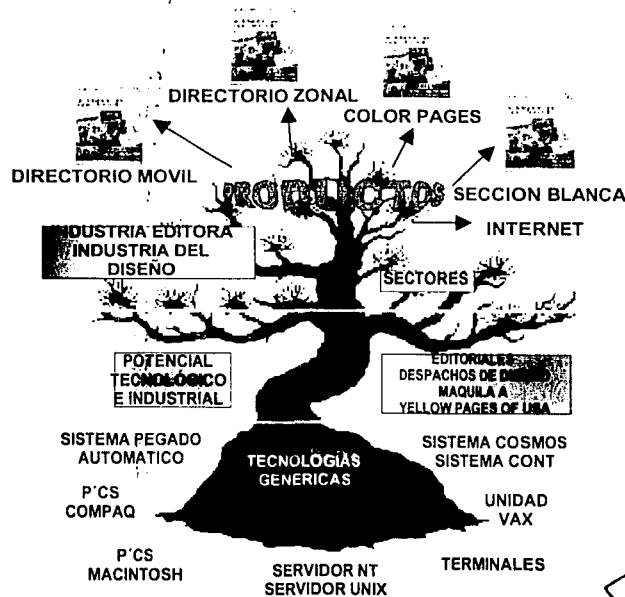 DIRECTORIO ZONAL
COLOR PAGES
DIRECTORIO MOVIL
PRODUCTOS
SECCION BLANCA
INTERNET
INDUSTRIA EDITORA
INDUSTRIA DEL
DISEÑO
SECTORES
POTENCIAL
TECNOLÓGICO
E INDUSTRIAL
EDITORIALES
DESPACHOS DE DISEÑO
MAQUILA A
YELLOW PAGES OF USA
SISTEMA PEGADO
AUTOMATICO
TECNOLOGÍAS
GENERICAS
SISTEMA COSMOS
SISTEMA CONT
P´CS
COMPAQ
UNIDAD
VAX
P´CS
MACINTOSH
SERVIDOR NT
SERVIDOR UNIX
TERMINALES